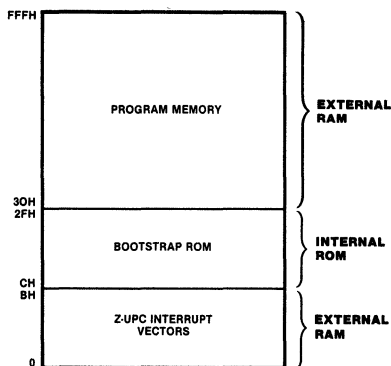 FFFH
PROGRAM MEMORY
EXTERNAL
RAM
30H
2FH
BOOTSTRAP ROM
INTERNAL
ROM
CH
BH
Z-UPC INTERRUPT
VECTORS
EXTERNAL
RAM
0